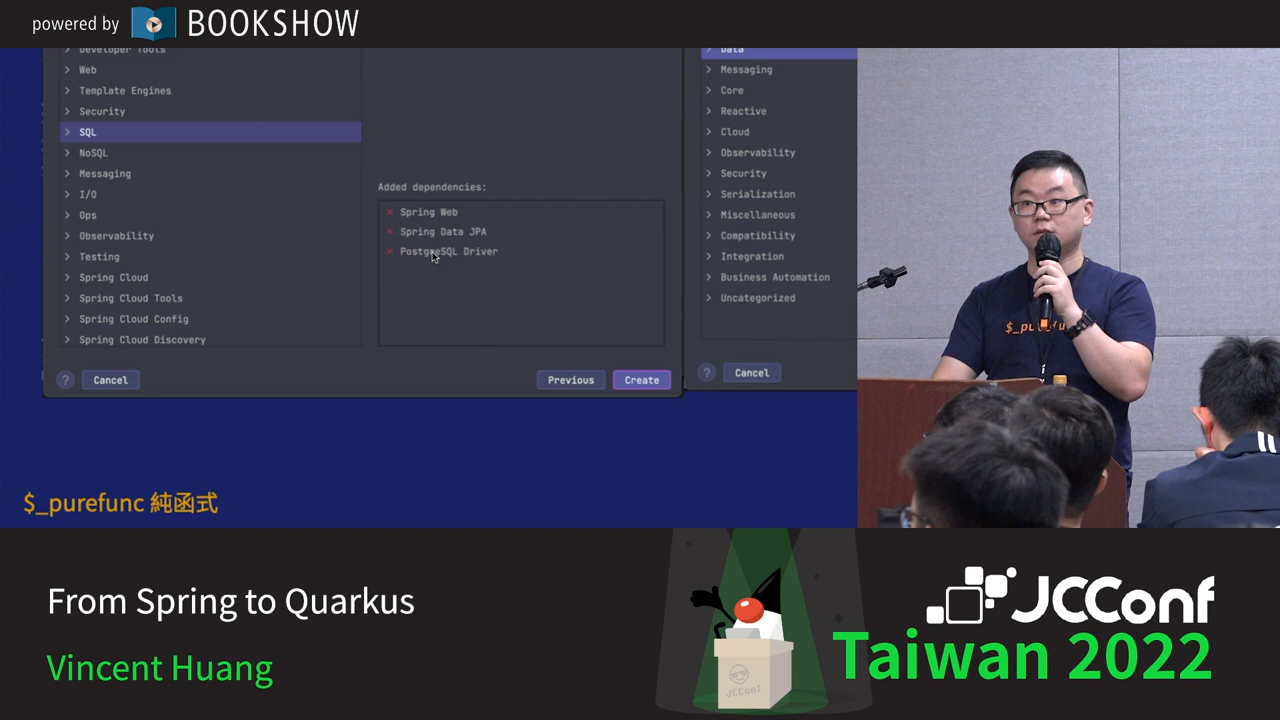 powered by BOOKSHOW
Developer Tools
Web
Template Engines
Security
SQL
NoSQL
Messaging
I/O
Ops
Observability
Testing
Spring Cloud
Spring Cloud Tools
Spring Cloud Config
Spring Cloud Discovery
Added dependencies:
Spring Web
Spring Data JPA
PostgreSQL Driver
? Cancel
Previous
Create
Data
Messaging
Core
Reactive
Cloud
Observability
Security
Serialization
Miscellaneous
Compatibility
Integration
Business Automation
Uncategorized
? Cancel
$_purefunc 純函式
From Spring to Quarkus
Vincent Huang
JCConf
JCConf
Taiwan 2022